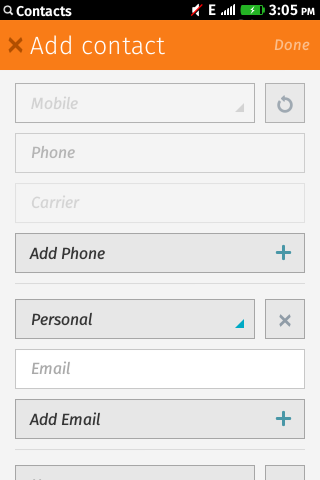 Contacts E 3:05 PM
Add contact Done
Mobile
Phone
Carrier
Add Phone
Personal
Email
Add Email